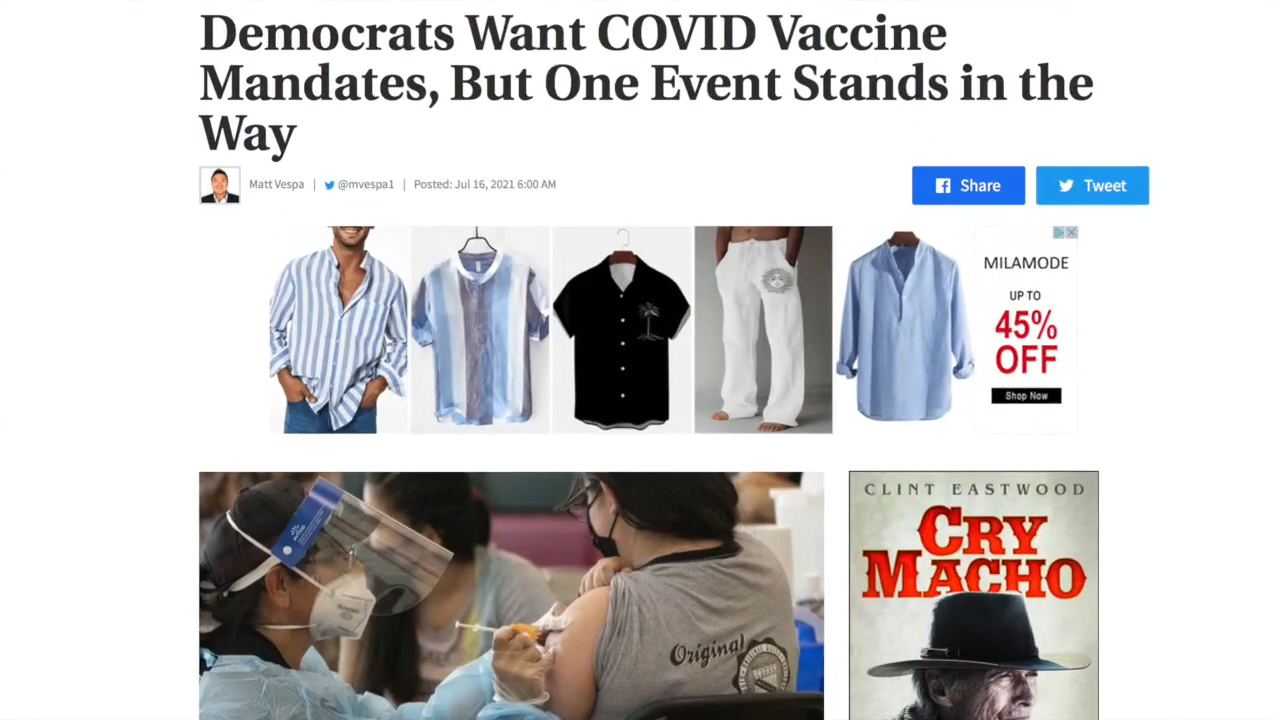 Democrats Want COVID Vaccine
Mandates, But One Event Stands in the
Way
Matt Vespa | @mvespa1 | Posted: Jul 16, 2021 6:00 AM
Share
Tweet
MILAMODE
UP TO
45%
OFF
Shop Now
CLINT EASTWOOD
CRY
MACHO
Original